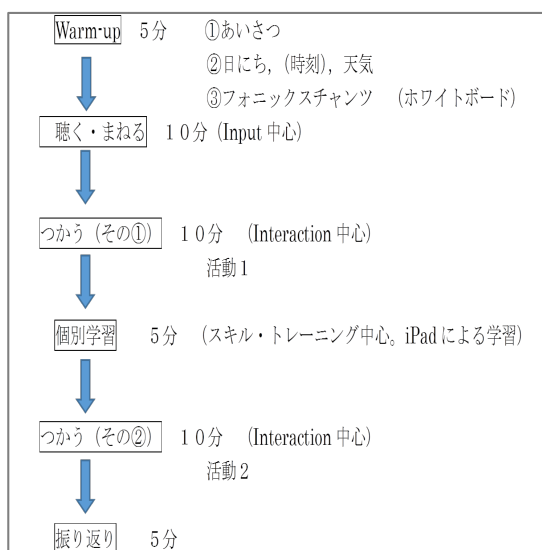 Warm-up 5分 ①あいさつ
②日にち，(時刻)，天気
③フォニックスチャンツ （ホワイトボード）
聴く・まねる １０分 (Input 中心）
つかう（その①） １０分 （Interaction 中心）
活動１
個別学習 ５分 （スキル・トレーニング中心。iPad による学習）
つかう（その②） １０分 （Interaction 中心）
活動２
振り返り ５分